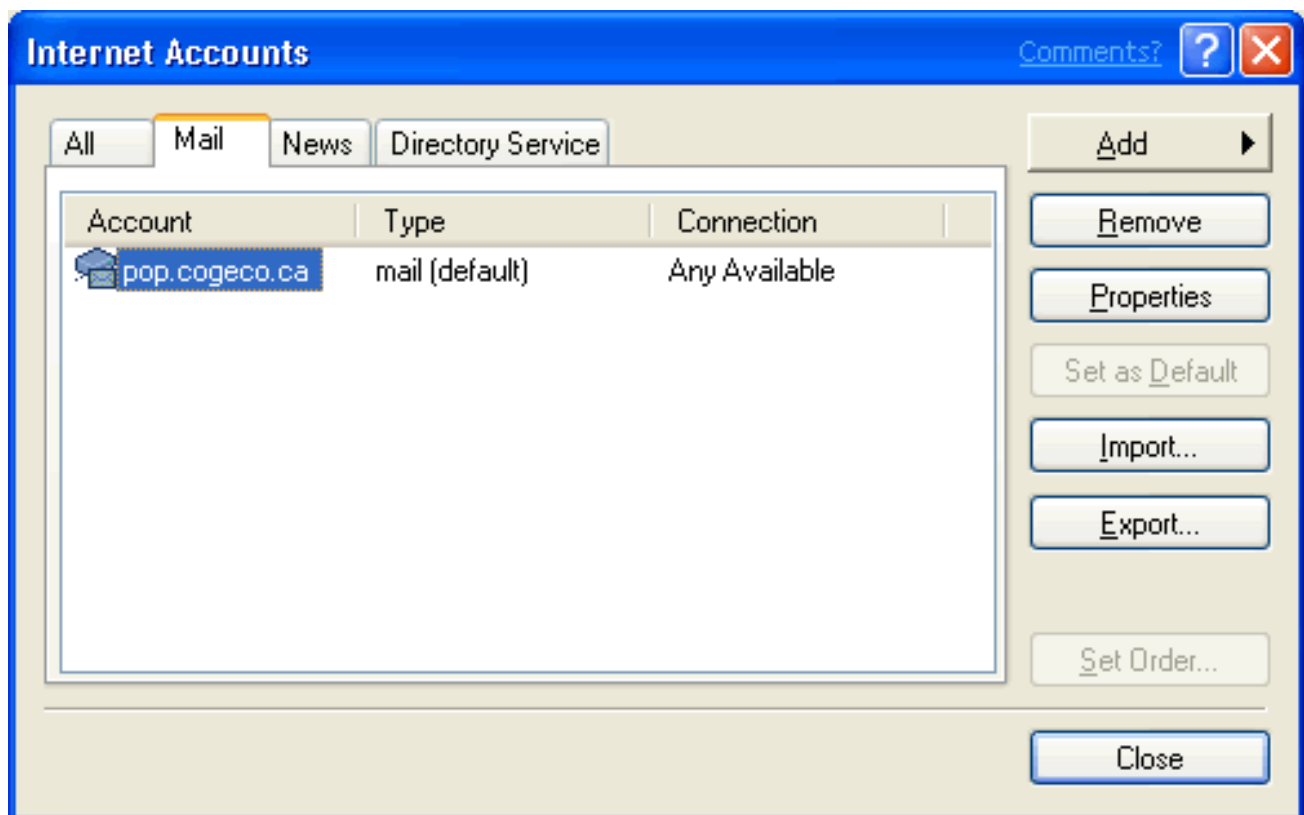 Internet Accounts Comments? ?
All Mail News Directory Service
Add
Account Type Connection
Remove
pop.cogeco.ca mail (default) Any Available
Properties
Set as Default
Import...
Export...
Set Order...
Close